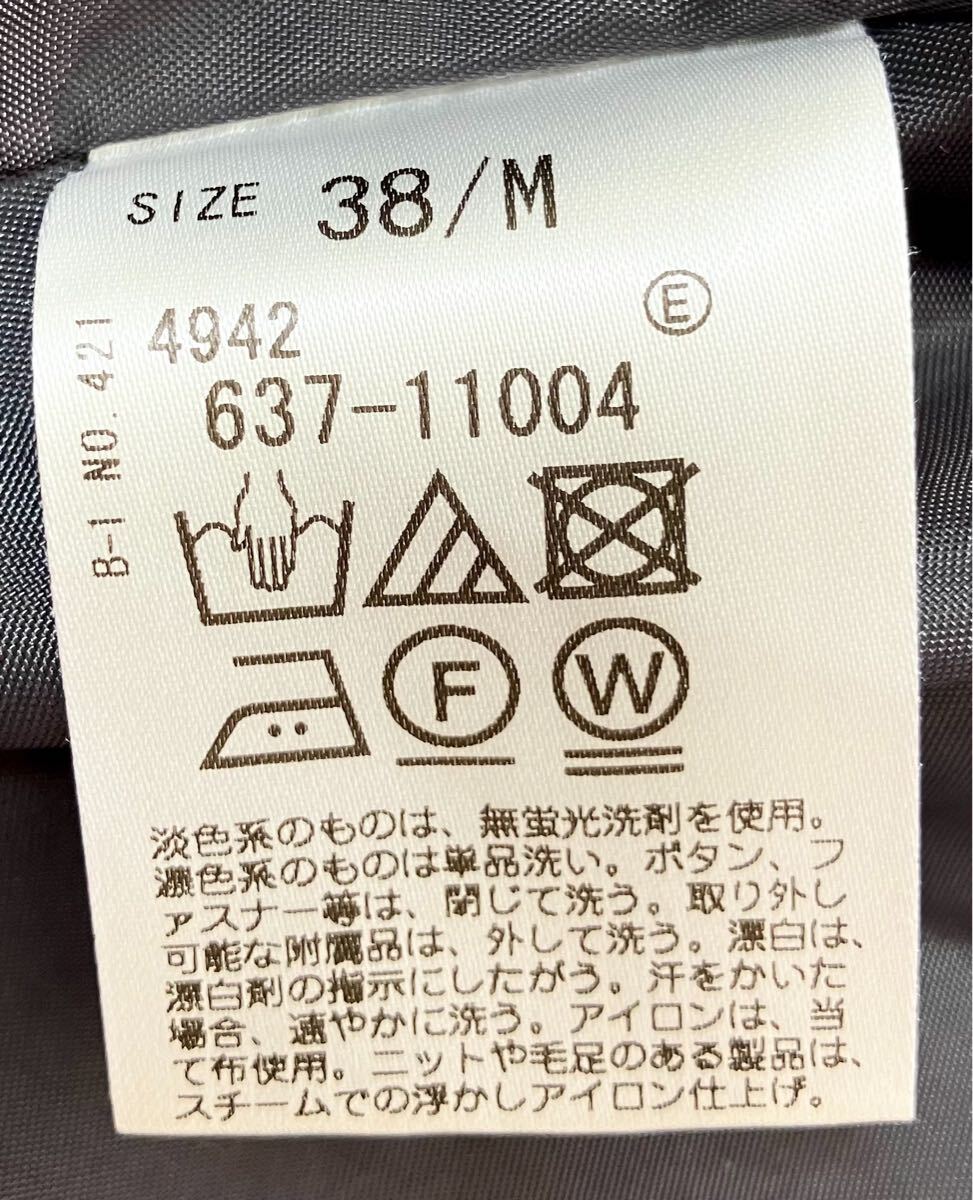 SIZE 38/M
E
4942
637-11004
B-1 NO.421
F W
淡色系のものは、無蛍光洗剤を使用。
濃色系のものは単品洗い。ボタン、フ
ァスナー等は、閉じて洗う。取り外し
可能な附属品は、外して洗う。漂白は、
漂白剤の指示にしたがう。汗をかいた
場合、速やかに洗う。アイロンは、当
て布使用。ニットや毛足のある製品は、
スチームでの浮かしアイロン仕上げ。